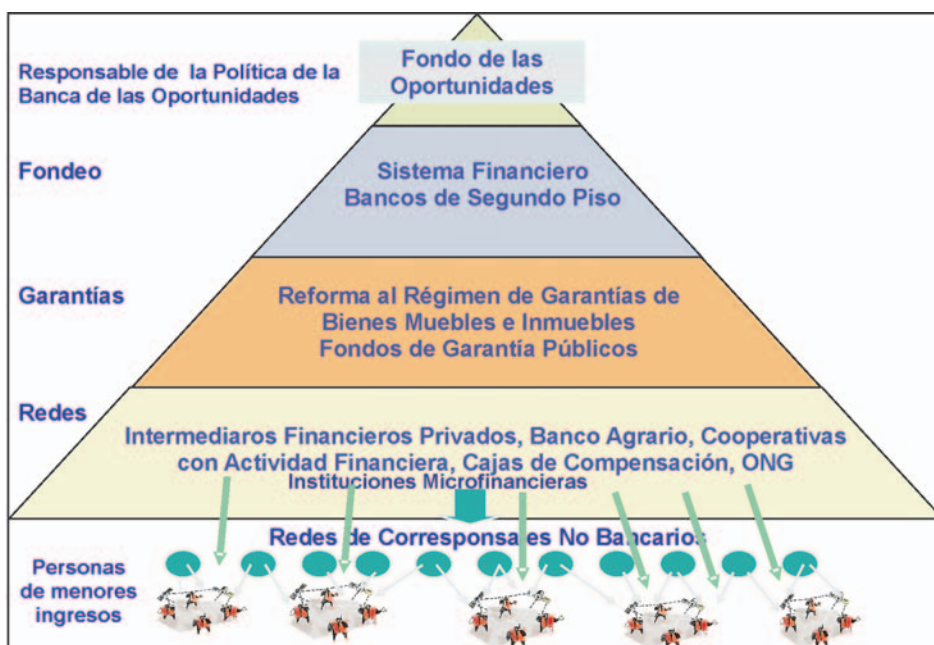 Responsable de la Política de la
Banca de las Oportunidades
Fondo de las
Oportunidades
Fondeo
Sistema Financiero
Bancos de Segundo Piso
Garantías
Reforma al Régimen de Garantías de
Bienes Muebles e Inmuebles
Fondos de Garantía Públicos
Redes
Intermediaros Financieros Privados, Banco Agrario, Cooperativas
con Actividad Financiera, Cajas de Compensación, ONG
Instituciones Microfinancieras
Redes de Corresponsales No Bancarios
Personas
de menores
ingresos